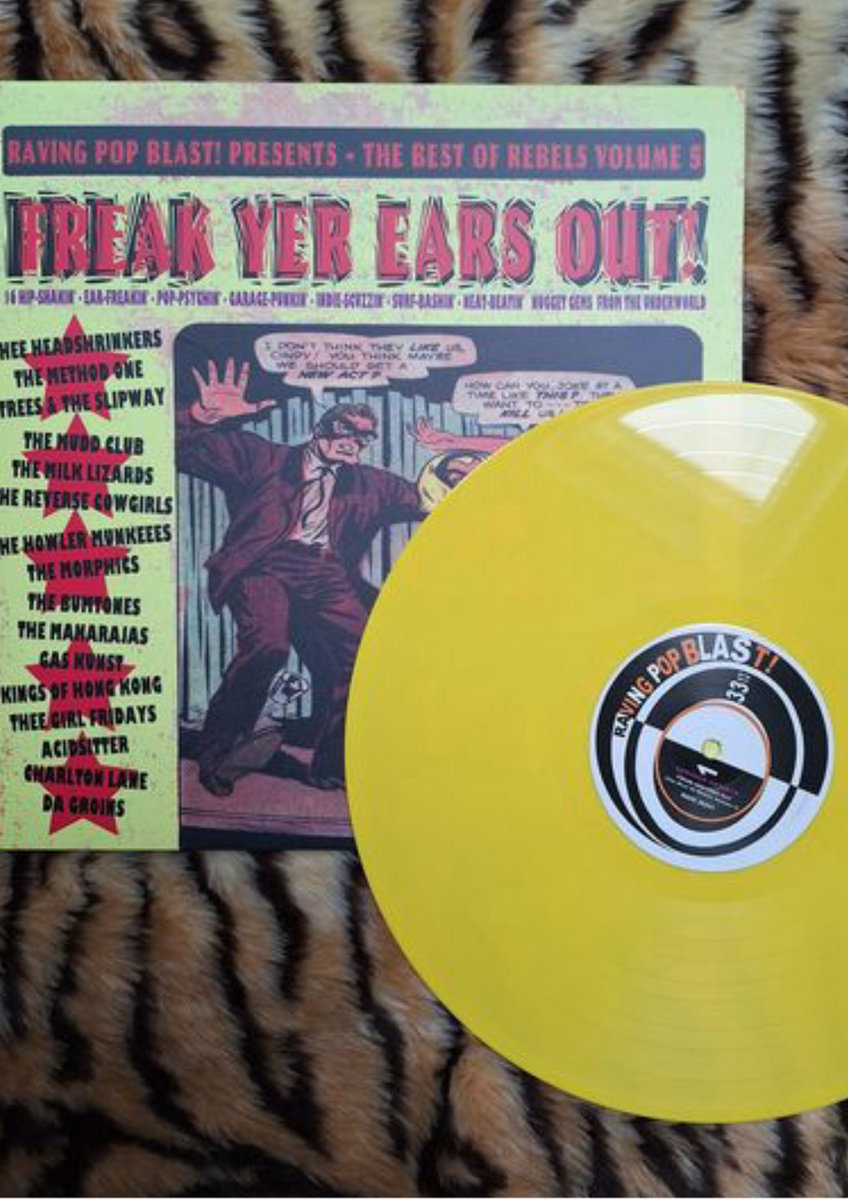 RAVING POP BLAST! PRESENTS - THE BEST OF REBELS VOLUME 5
FREAK YER EARS OUT!
16 HIP-SHAKIN' - EAR-FREAKIN' - POP-PSYCHIN' - GARAGE-PUNKIN' - INDIE-SCUZZIN' - SURF-BASHIN' - NEAT-BEATIN' NUGGET GEMS FROM THE UNDERWORLD
HEE HEADSHRINKERS
THE METHOD ONE
TREES & THE SLIPWAY
THE MUDD CLUB
THE MILK LIZARDS
HE REVERSE COWGIRLS
HE HOWLER MUNKEEES
THE MORPHICS
THE BUMTONES
THE MAHARAJAS
GAS KUNST
KINGS OF HONG KONG
THEE GIRL FRIDAYS
ACIDSITTER
CHARLTON LANE
DA GROINS
I DON'T THINK THEY LIKE US,
CINDY! YOU THINK MAYBE
WE SHOULD GET A
NEW ACT?
HOW CAN YOU JOKE AT A
TIME LIKE THIS?
WANT TO
KILL US
RAVING POP BLAST!
33
1